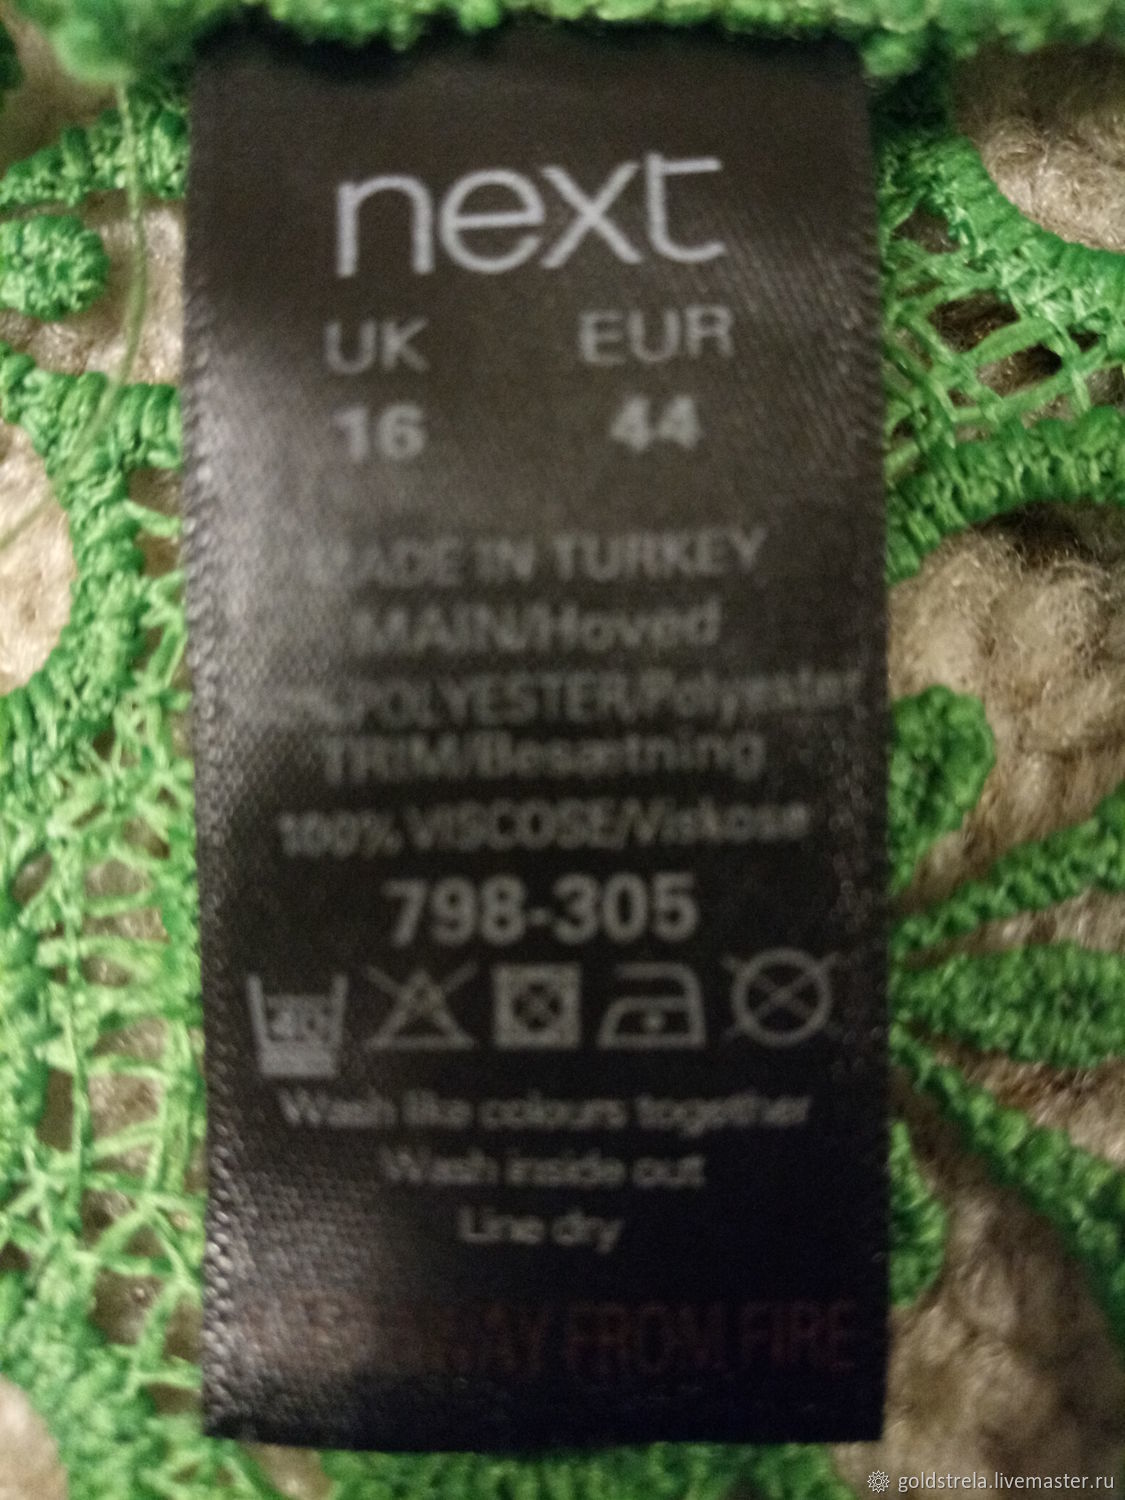 next
UK EUR
16 44
MADE IN TURKEY
MAIN/Hoved
POLYESTER/Polyester
TRIM/Besætning
100% VISCOSE/Viskose
798-305
40
Wash like colours together
Wash inside out
Line dry
AWAY FROM FIRE
goldstrela.livemaster.ru